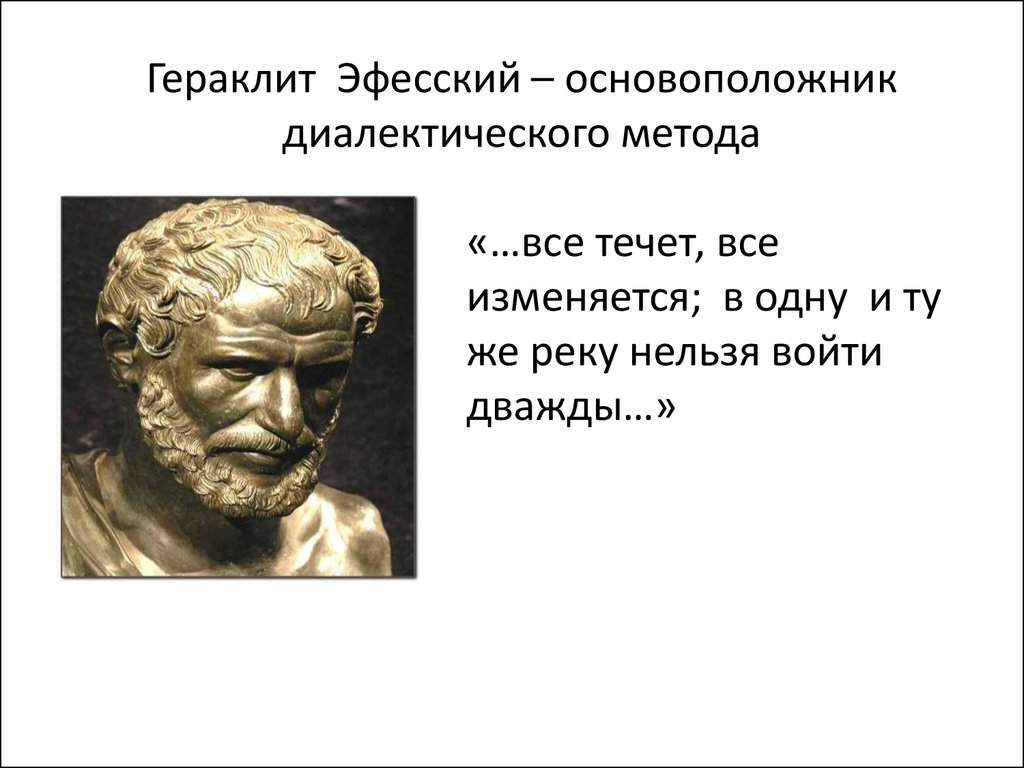 Гераклит  Эфесский – основоположник
диалектического метода
«…все течет, все
изменяется;  в одну  и ту
же реку нельзя войти
дважды…»